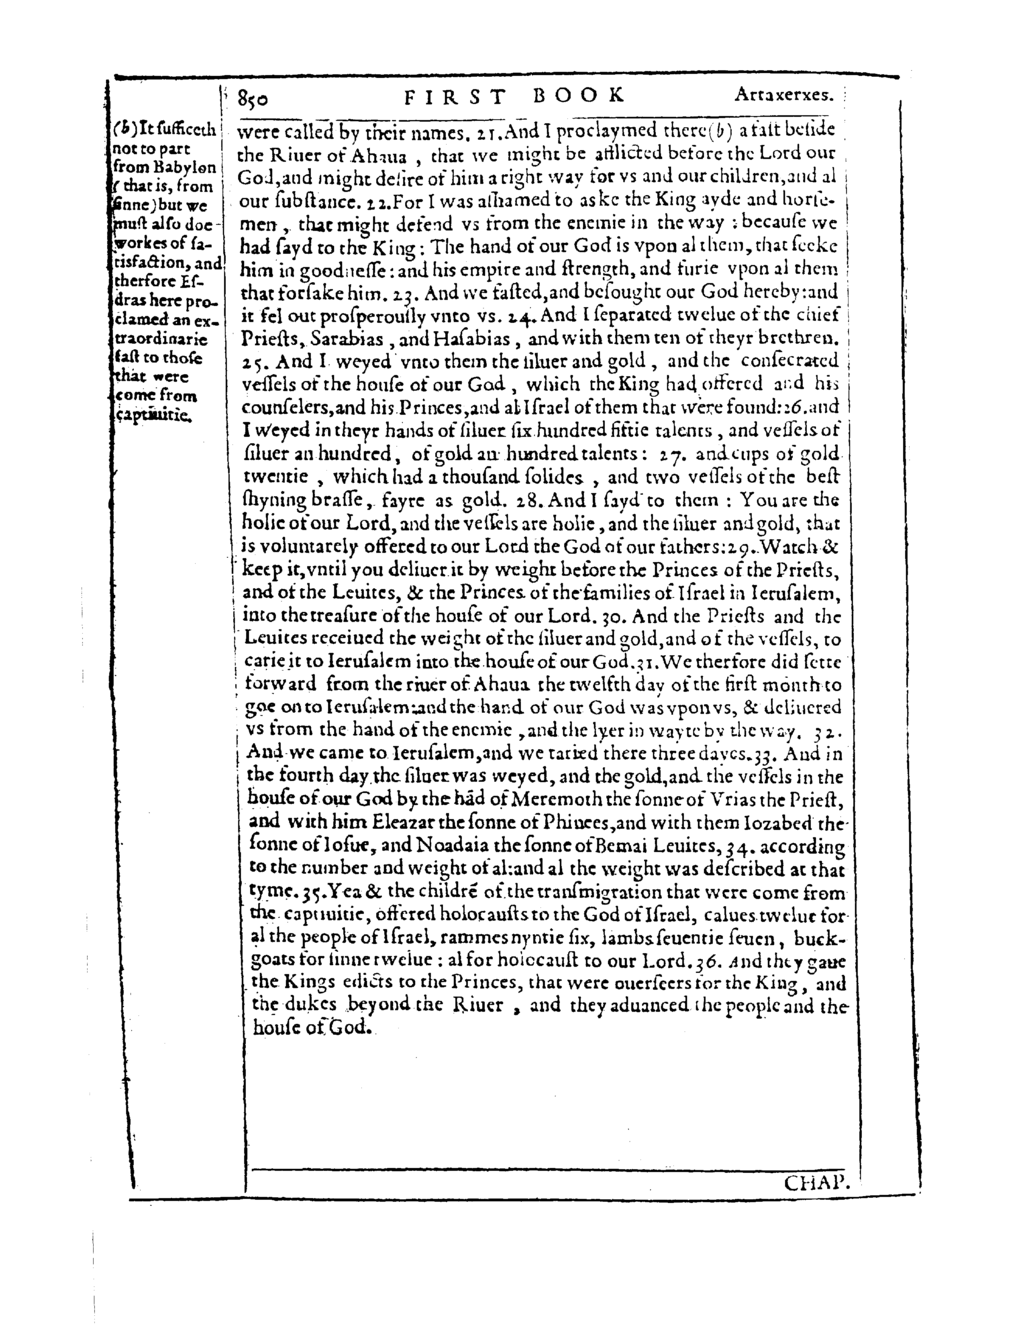 850 FIRST BOOK Artaxerxes.
(b) It sufficeth
not to part
from Babylon
( that is, from
sinne) but we
must also doe
workes of sa-
tisfaction, and
therfore Es-
dras here pro-
clamed an ex-
traordinarie
fast to those
that were
come from
captiuitie.
were called by their names. 21. And I proclaymed there (b) a fast beside
the Riuer of Ahaua , that we might be afflicted before the Lord our
God, and might desire of him a right way for vs and our children, and al
our substance. 22. For I was ashamed to aske the King ayde and horse-
men , that might defend vs from the enemie in the way : because we
had sayd to the King: The hand of our God is vpon al them, that seeke
him in goodnesse: and his empire and strength, and furie vpon al them
that forsake him. 23. And we fasted, and besought our God hereby: and
it fel out prosperously vnto vs. 24. And I separated twelue of the chief
Priests, Sarabias , and Hasabias , and with them ten of theyr brethren.
25. And I weyed vnto them the siluer and gold , and the consecrated
vessels of the house of our God , which the King had offered and his
counselers, and his Princes, and al Israel of them that were found: 26. and
I weyed in theyr hands of siluer six hundred fiftie talents , and vessels of
siluer an hundred, of gold an hundred talents : 27. and cups of gold
twentie , which had a thousand solides , and two vessels of the best
shyning brasse, fayre as gold. 28. And I sayd to them : You are the
holie of our Lord, and the vessels are holie , and the siluer and gold, that
is voluntarely offered to our Lord the God of our fathers: 29. Watch &
keep it, vntil you deliuer it by weight before the Princes of the Priests,
and of the Leuites, & the Princes of the families of Israel in Ierusalem,
into the treasure of the house of our Lord. 30. And the Priests and the
Leuites receiued the weight of the siluer and gold, and of the vessels, to
carie it to Ierusalem into the house of our God. 31. We therfore did sette
forward from the riuer of Ahaua the twelfth day of the first month to
goe on to Ierusalem: and the hand of our God was vpon vs, & deliuered
vs from the hand of the enemie , and the lyer in wayte by the way. 32.
And we came to Ierusalem, and we taried there three dayes. 33. And in
the fourth day the siluer was weyed, and the gold, and the vessels in the
house of our God by the hād of Meremoth the sonne of Vrias the Priest,
and with him Eleazar the sonne of Phinees, and with them Iozabed the
sonne of Iosue, and Noadaia the sonne of Bennai Leuites, 34. according
to the number and weight of al: and al the weight was described at that
tyme. 35. Yea & the childrē of the transmigration that were come from
the captiuitie, offered holocausts to the God of Israel, calues twelue for
al the people of Israel, rammes nyntie six, lambs seuentie seuen, buck-
goats for sinne twelue : al for holocaust to our Lord. 36. And they gaue
the Kings edicts to the Princes, that were ouerseers for the King, and
the dukes beyond the Riuer , and they aduanced the people and the
house of God.
CHAP.